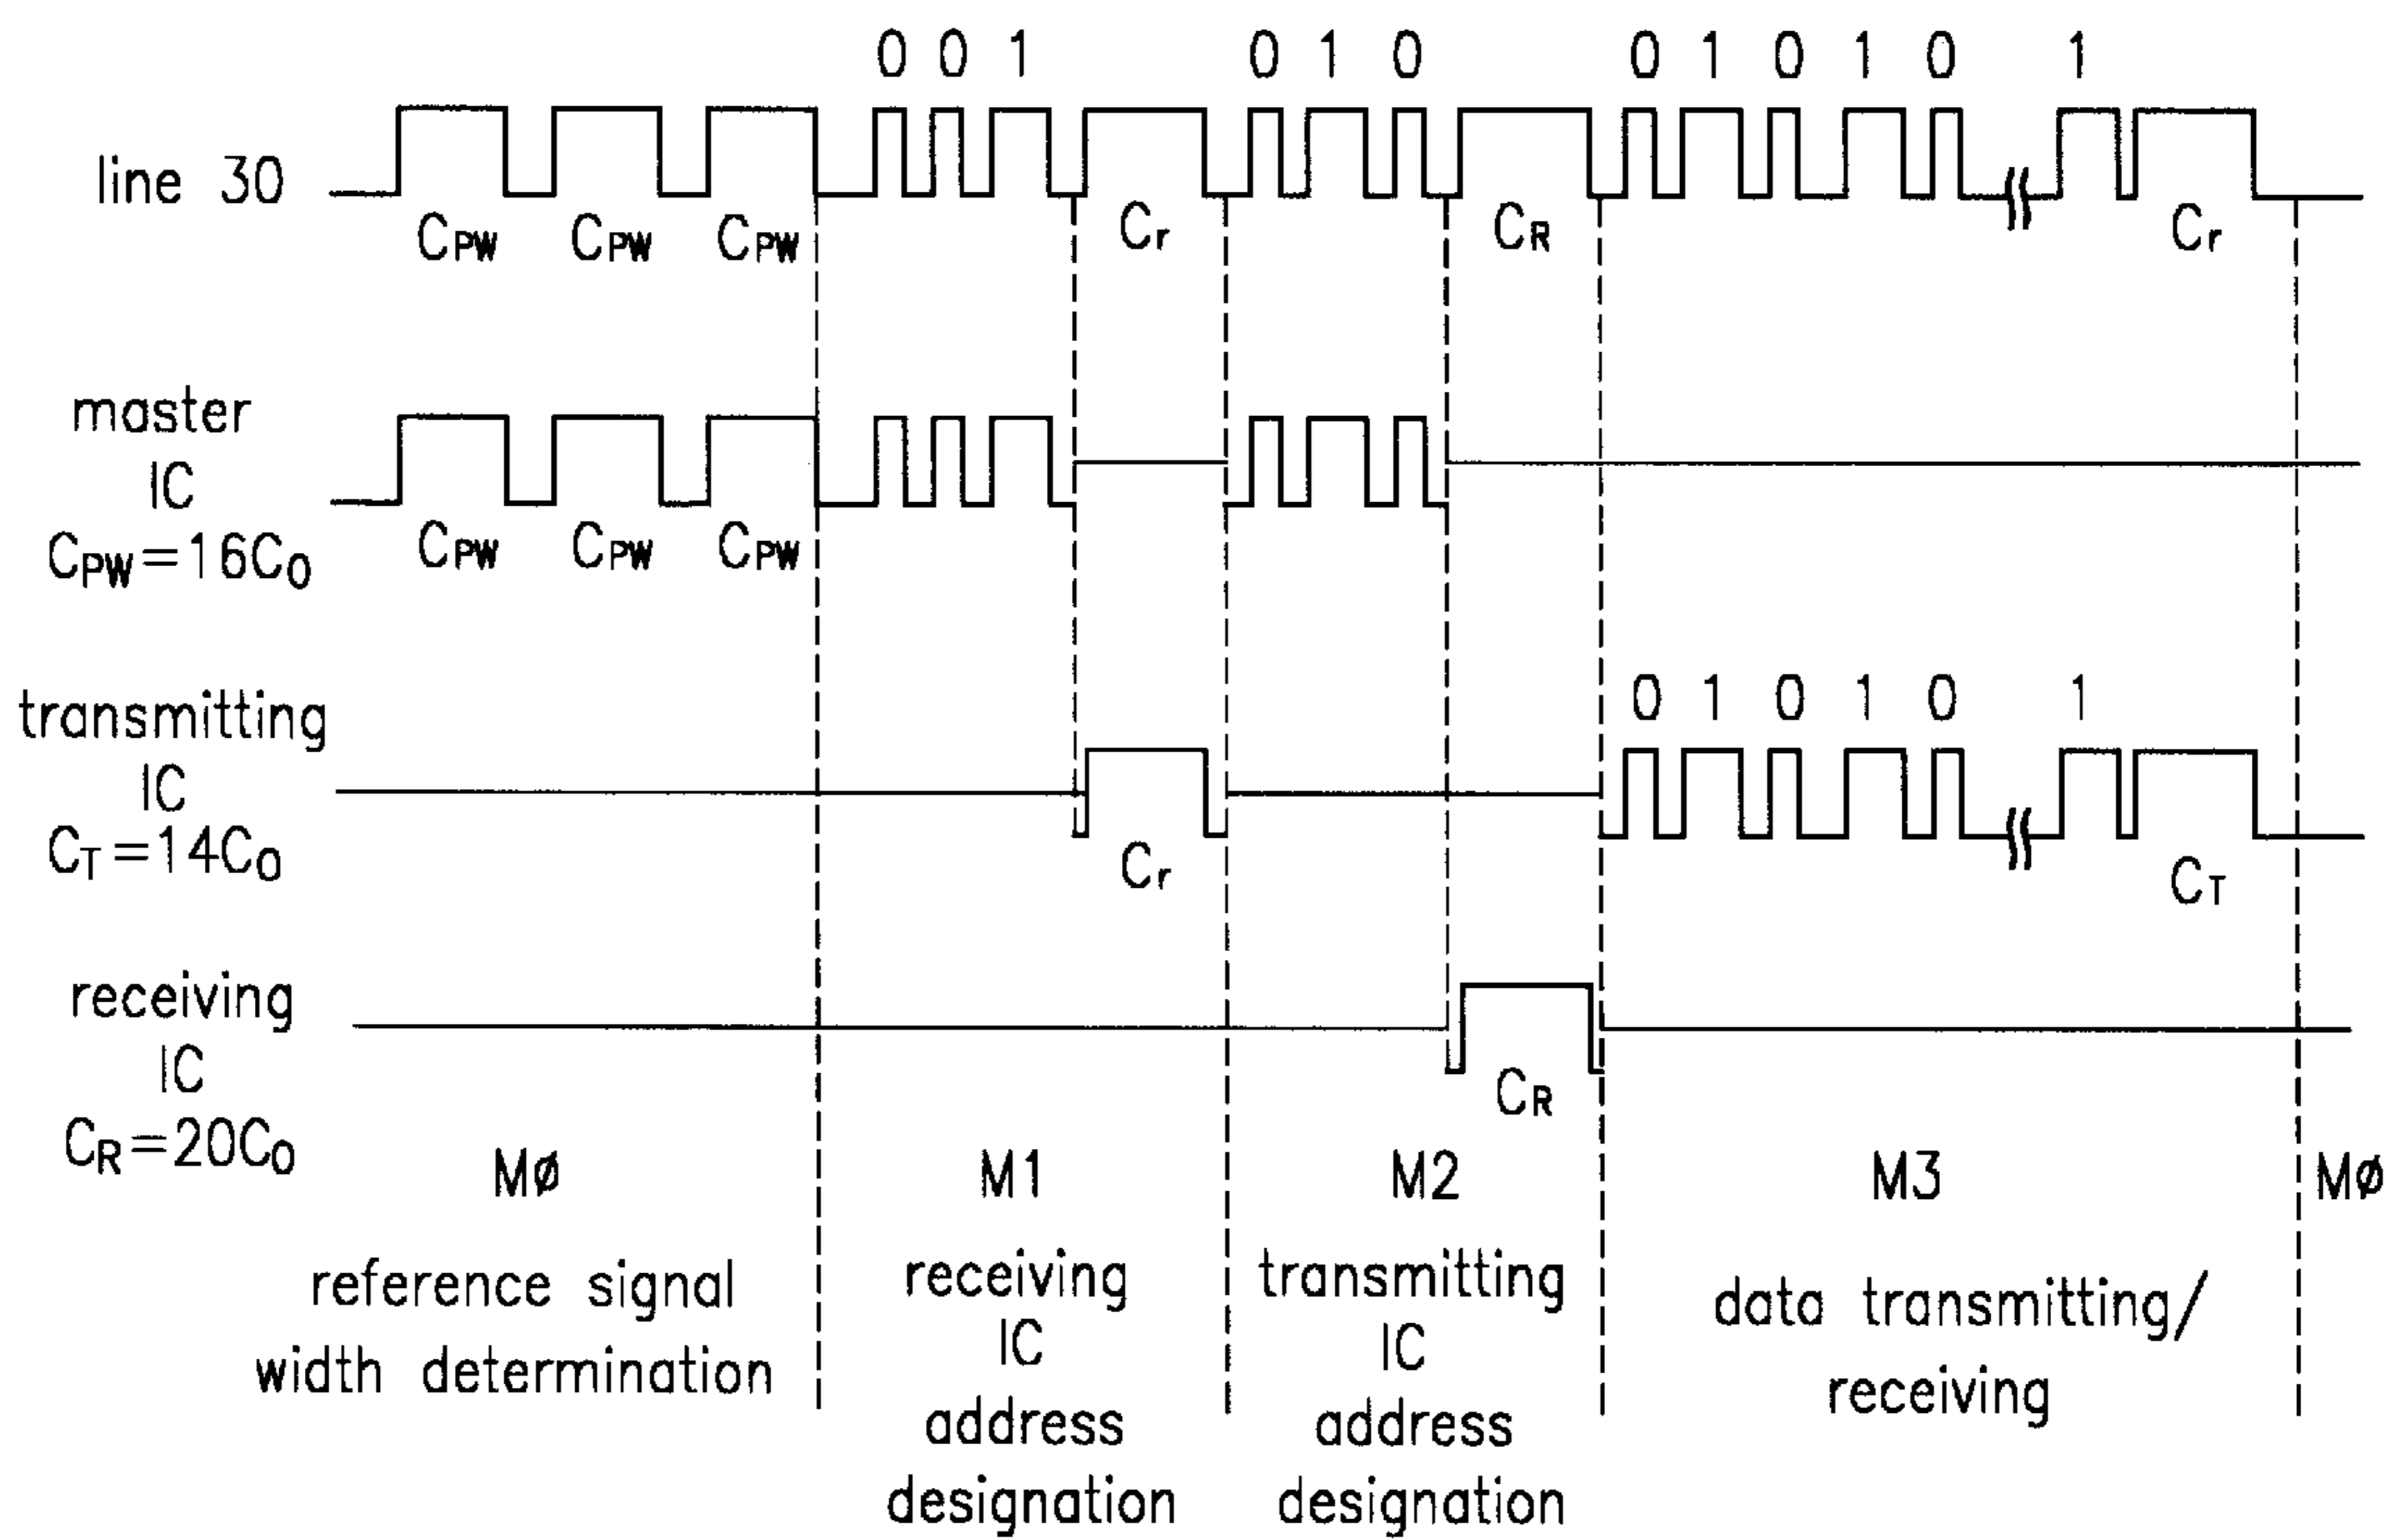 0 0 1 0 1 0 0 1 0 1 0 1
line 30
CPW CPW CPW Cr CR Cr
master
IC
CPW=16C0
CPW CPW CPW
transmitting
IC
CT=14C0
0 1 0 1 0 1
Cr CT
receiving
IC
CR=20C0
CR
MØ M1 M2 M3 MØ
reference signal
width determination
receiving
IC
address
designation
transmitting
IC
address
designation
data transmitting/
receiving